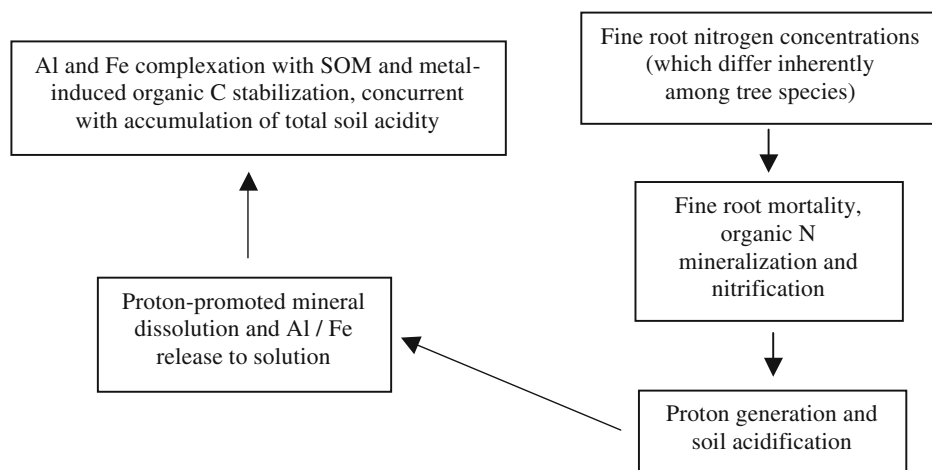 Fine root nitrogen concentrations
(which differ inherently
among tree species)
Fine root mortality,
organic N
mineralization and
nitrification
Proton generation and
soil acidification
Proton-promoted mineral
dissolution and Al / Fe
release to solution
Al and Fe complexation with SOM and metal-
induced organic C stabilization, concurrent
with accumulation of total soil acidity